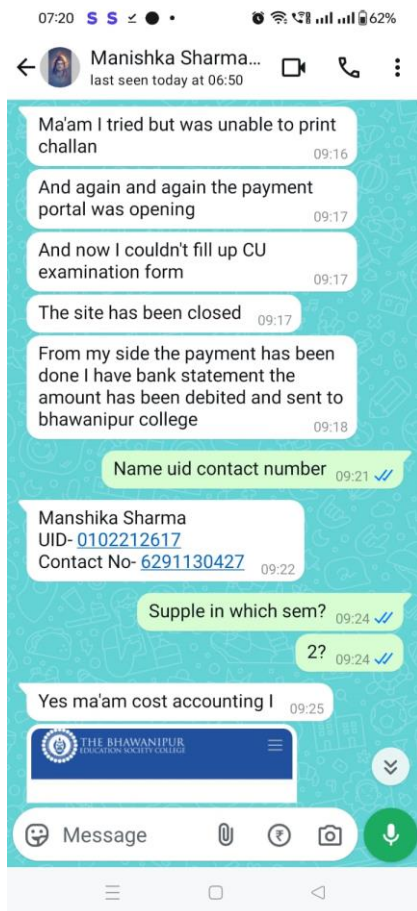 07:20 S S
62%
Manishka Sharma...
last seen today at 06:50
Ma'am I tried but was unable to print
challan
09:16
And again and again the payment
portal was opening
09:17
And now I couldn't fill up CU
examination form
09:17
The site has been closed 09:17
From my side the payment has been
done I have bank statement the
amount has been debited and sent to
bhawanipur college
09:18
Name uid contact number 09:21
Manshika Sharma
UID- 0102212617
Contact No- 6291130427 09:22
Supple in which sem? 09:24
2? 09:24
Yes ma'am cost accounting I 09:25
THE BHAWANIPUR
EDUCATION SOCIETY COLLEGE
Message